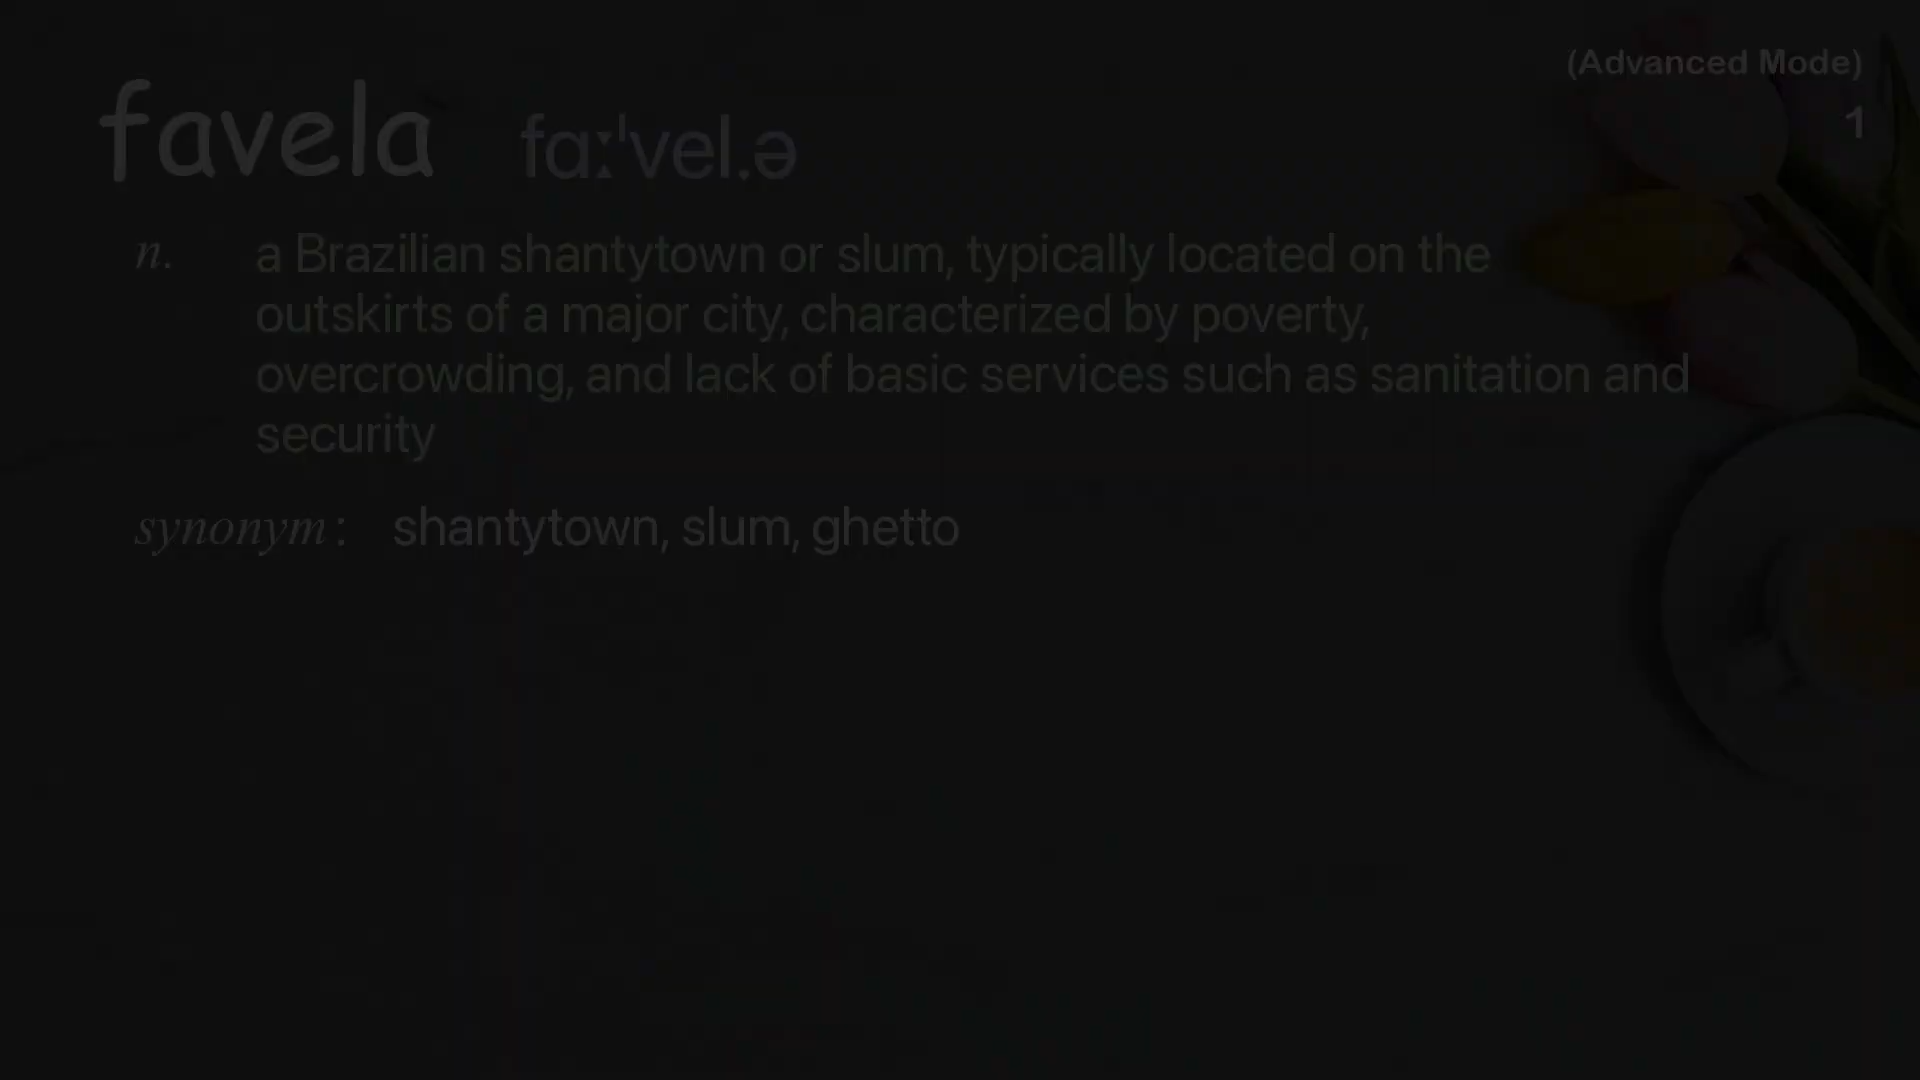 (Advanced Mode)
favela fɑːˈvel.ə
1
n. a Brazilian shantytown or slum, typically located on the
outskirts of a major city, characterized by poverty,
overcrowding, and lack of basic services such as sanitation and
security
synonym: shantytown, slum, ghetto